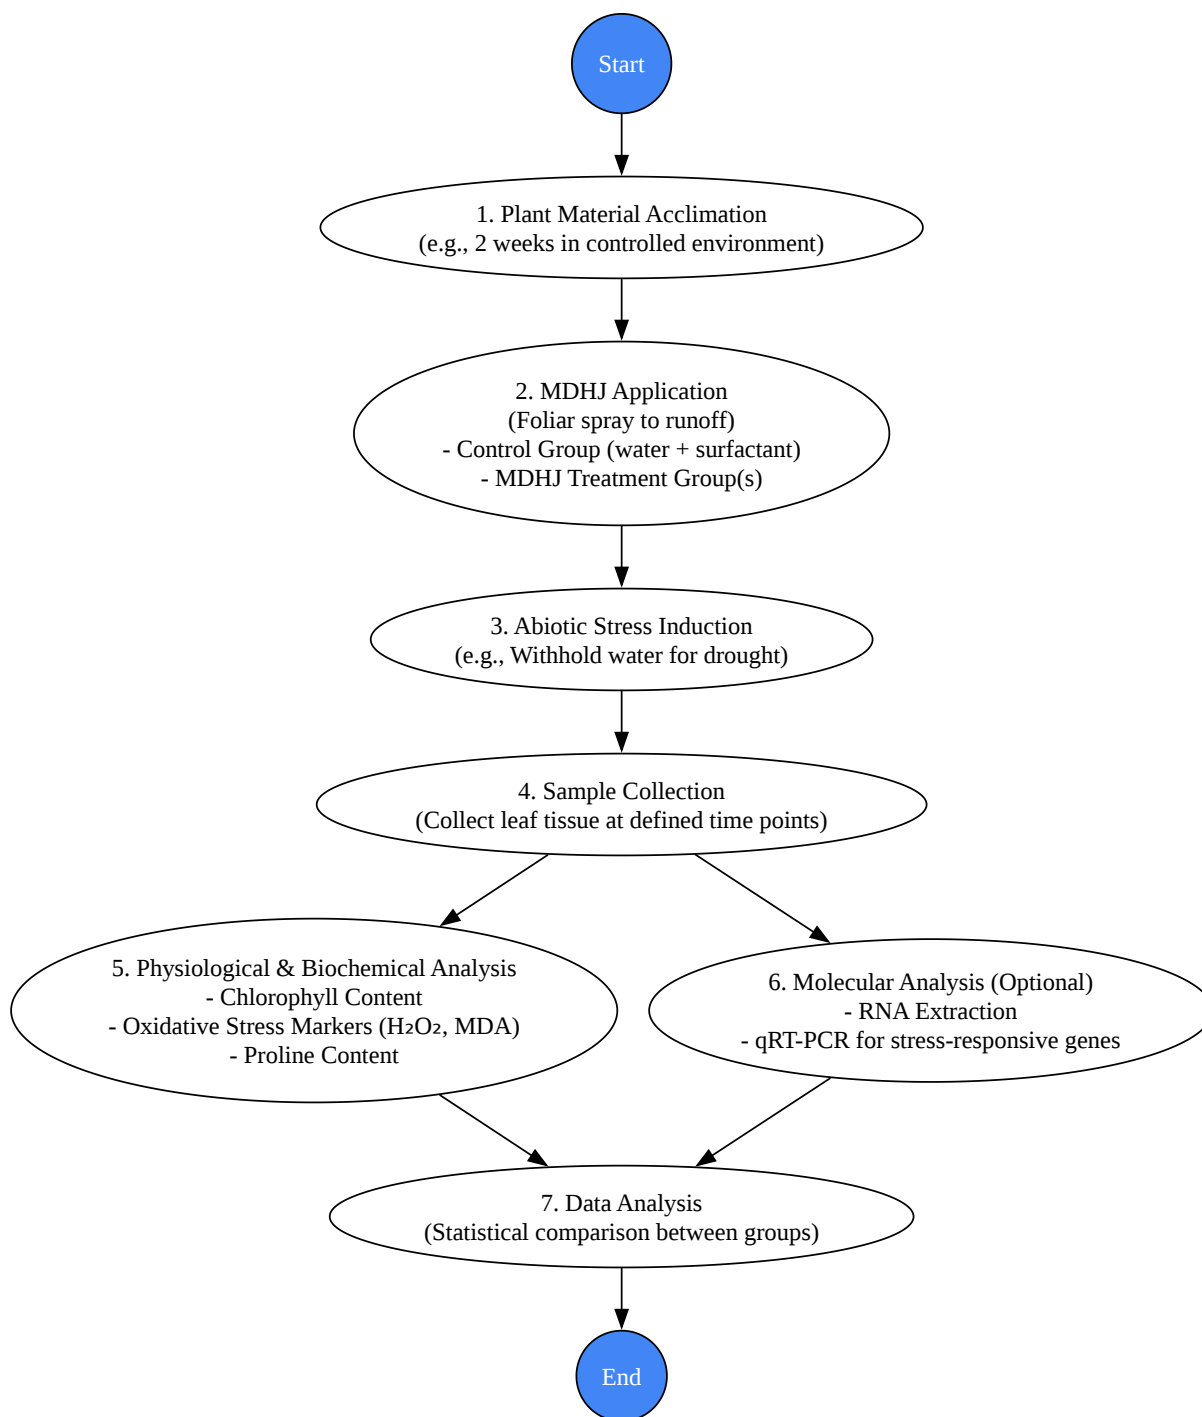 Start
1. Plant Material Acclimation
(e.g., 2 weeks in controlled environment)
2. MDHJ Application
(Foliar spray to runoff)
- Control Group (water + surfactant)
- MDHJ Treatment Group(s)
3. Abiotic Stress Induction
(e.g., Withhold water for drought)
4. Sample Collection
(Collect leaf tissue at defined time points)
5. Physiological & Biochemical Analysis
- Chlorophyll Content
- Oxidative Stress Markers (H₂O₂, MDA)
- Proline Content
6. Molecular Analysis (Optional)
- RNA Extraction
- qRT-PCR for stress-responsive genes
7. Data Analysis
(Statistical comparison between groups)
End